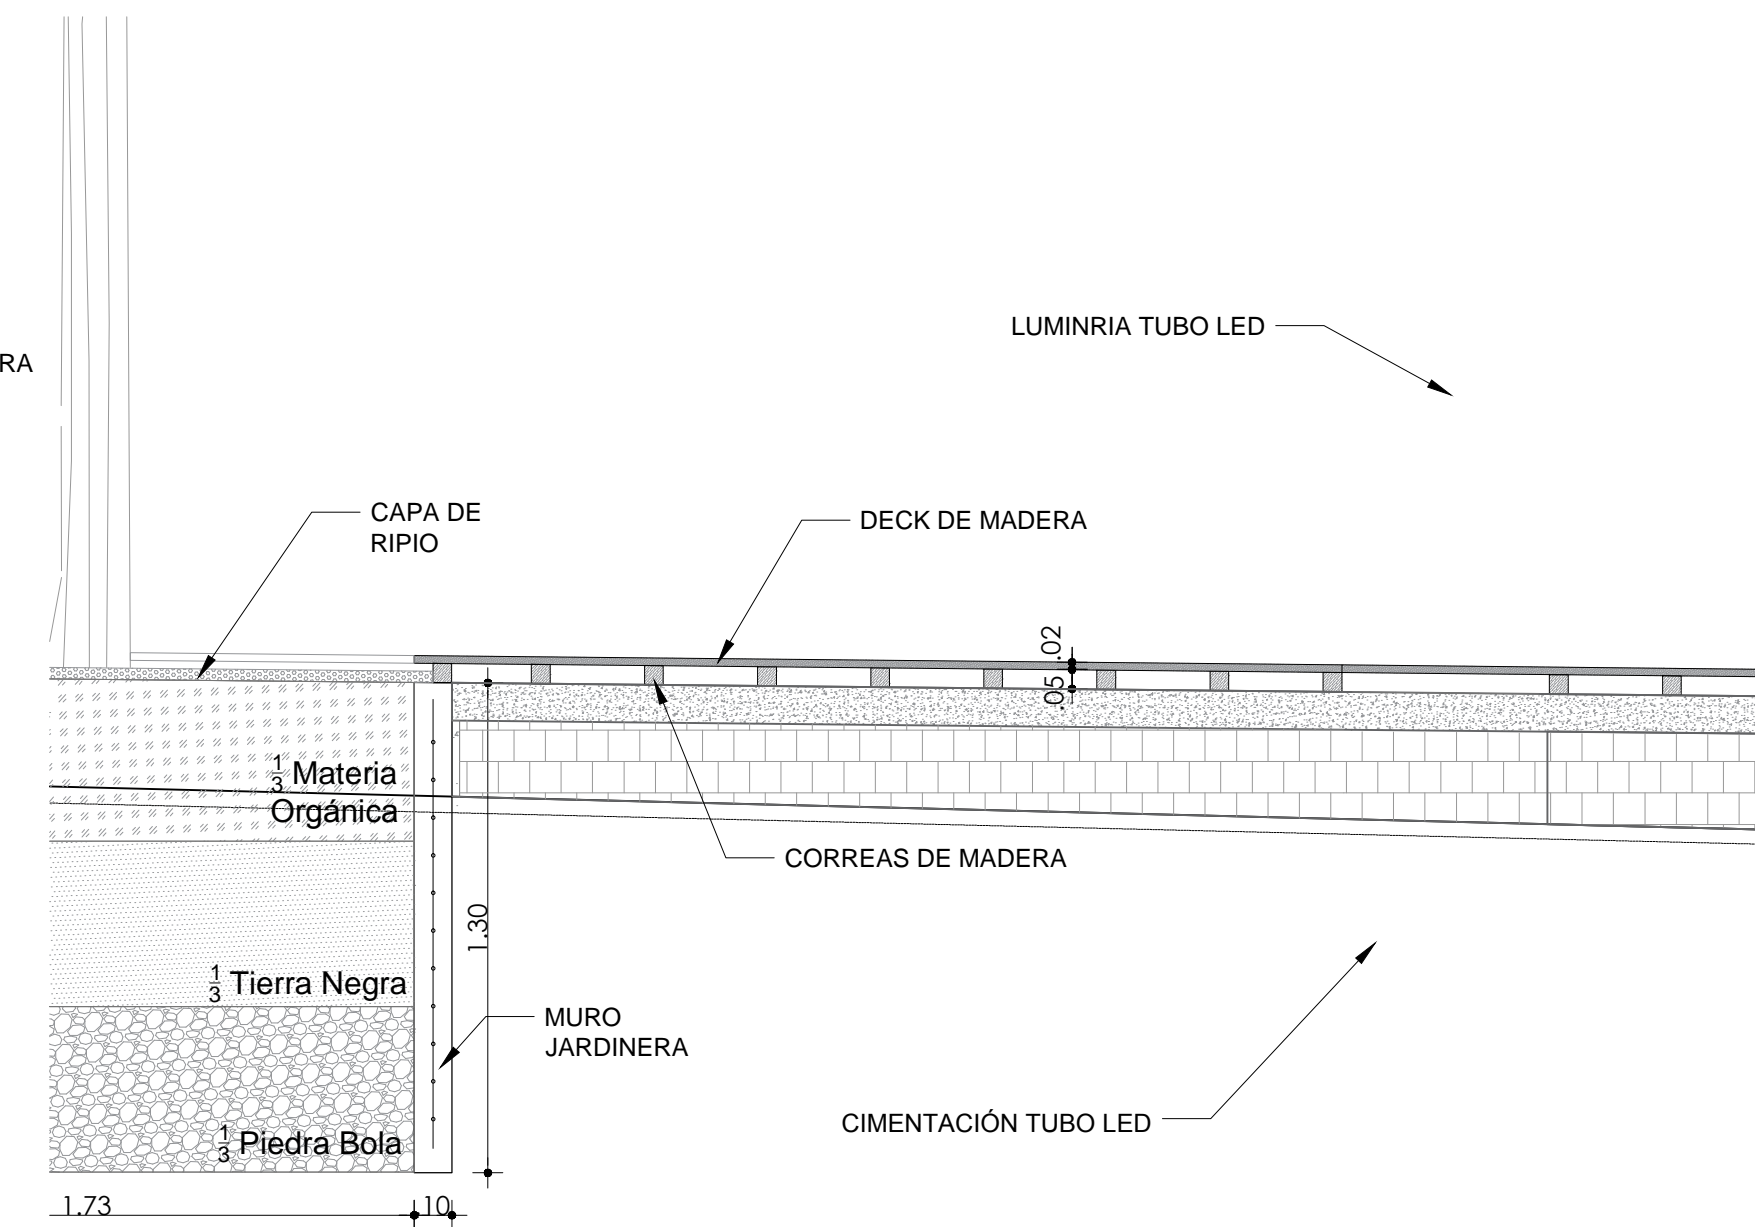 LUMINRIA TUBO LED
RA
CAPA DE
RIPIO
DECK DE MADERA
.02
.05
1/3 Materia
Orgánica
CORREAS DE MADERA
1.30
1/3 Tierra Negra
MURO
JARDINERA
CIMENTACIÓN TUBO LED
1/3 Piedra Bola
1.73
.10